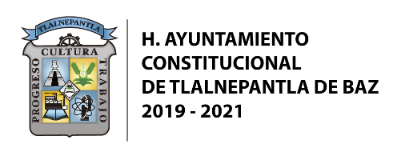 TLALNEPANTLA
CULTURA
PROGRESO
TRABAJO
H. AYUNTAMIENTO
CONSTITUCIONAL
DE TLALNEPANTLA DE BAZ
2019 - 2021